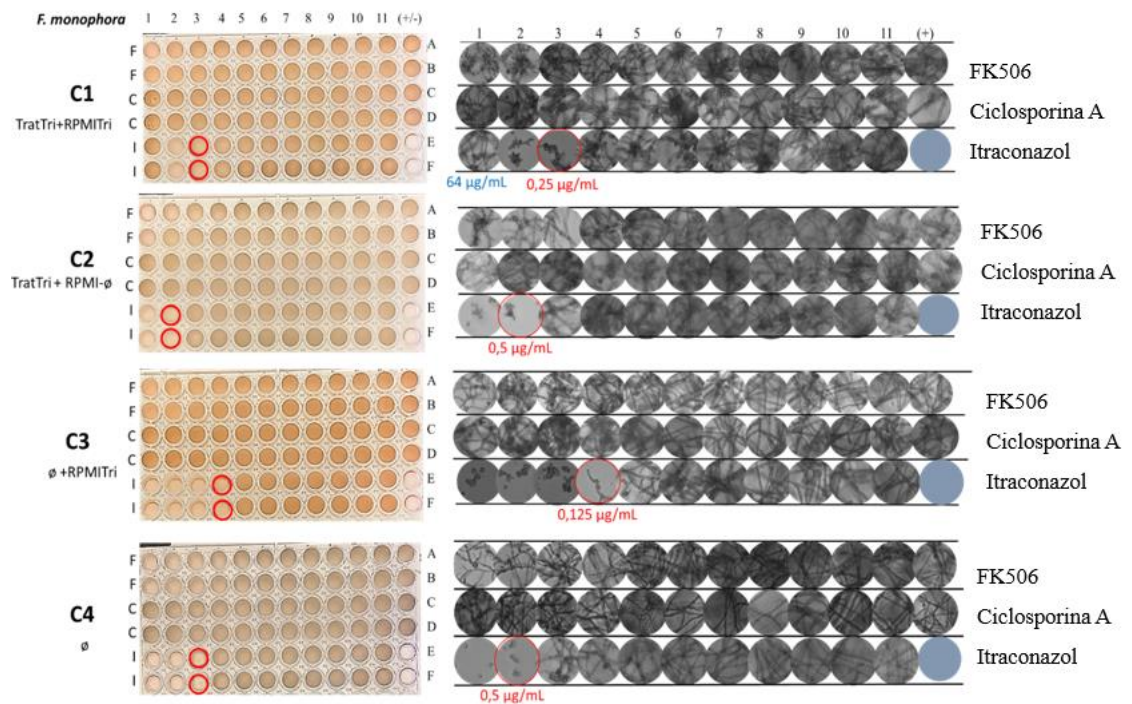 F. monophora 1 2 3 4 5 6 7 8 9 10 11 (+/-)
1 2 3 4 5 6 7 8 9 10 11 (+)
C1
TratTri+RPMITri
F A
F B
C C
C D
I E
I F
FK506
Ciclosporina A
Itraconazol
64 µg/mL 0,25 µg/mL
C2
TratTri + RPMI-ø
F A
F B
C C
C D
I E
I F
FK506
Ciclosporina A
Itraconazol
0,5 µg/mL
C3
ø +RPMITri
F A
F B
C C
C D
I E
I F
FK506
Ciclosporina A
Itraconazol
0,125 µg/mL
C4
ø
F A
F B
C C
C D
I E
I F
FK506
Ciclosporina A
Itraconazol
0,5 µg/mL